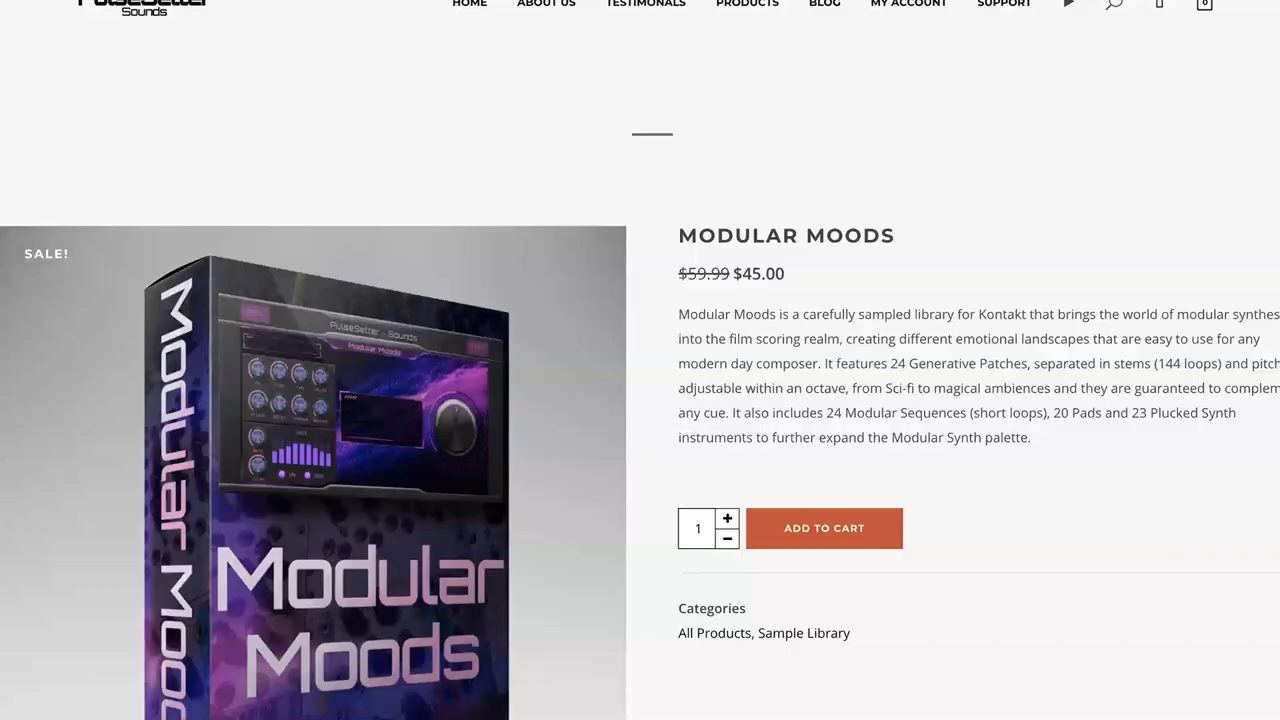 PulseSetter
Sounds
HOME ABOUT US TESTIMONIALS PRODUCTS BLOG MY ACCOUNT SUPPORT
0
SALE!
MODULAR MOODS
$59.99 $45.00
Modular Moods is a carefully sampled library for Kontakt that brings the world of modular synthes
into the film scoring realm, creating different emotional landscapes that are easy to use for any
modern day composer. It features 24 Generative Patches, separated in stems (144 loops) and pitch
adjustable within an octave, from Sci-fi to magical ambiences and they are guaranteed to complem
any cue. It also includes 24 Modular Sequences (short loops), 20 Pads and 23 Plucked Synth
instruments to further expand the Modular Synth palette.
1 + −
ADD TO CART
Categories
All Products, Sample Library
Modular Moo
PulseSetter - Sounds
Modular Moods
Modular
Moods